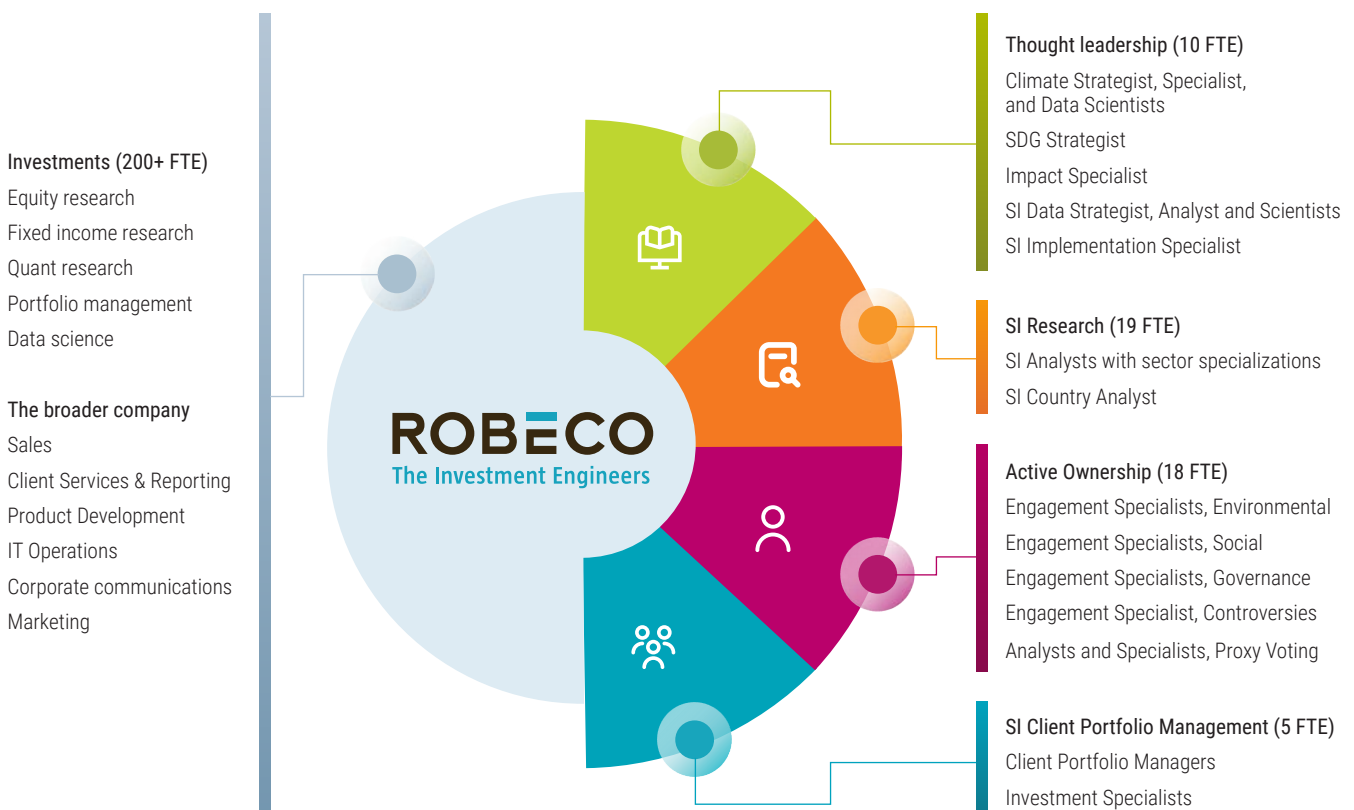 Investments (200+ FTE)
Equity research
Fixed income research
Quant research
Portfolio management
Data science
The broader company
Sales
Client Services & Reporting
Product Development
IT Operations
Corporate communications
Marketing
ROBECO
The Investment Engineers
Thought leadership (10 FTE)
Climate Strategist, Specialist,
and Data Scientists
SDG Strategist
Impact Specialist
SI Data Strategist, Analyst and Scientists
SI Implementation Specialist
SI Research (19 FTE)
SI Analysts with sector specializations
SI Country Analyst
Active Ownership (18 FTE)
Engagement Specialists, Environmental
Engagement Specialists, Social
Engagement Specialists, Governance
Engagement Specialist, Controversies
Analysts and Specialists, Proxy Voting
SI Client Portfolio Management (5 FTE)
Client Portfolio Managers
Investment Specialists